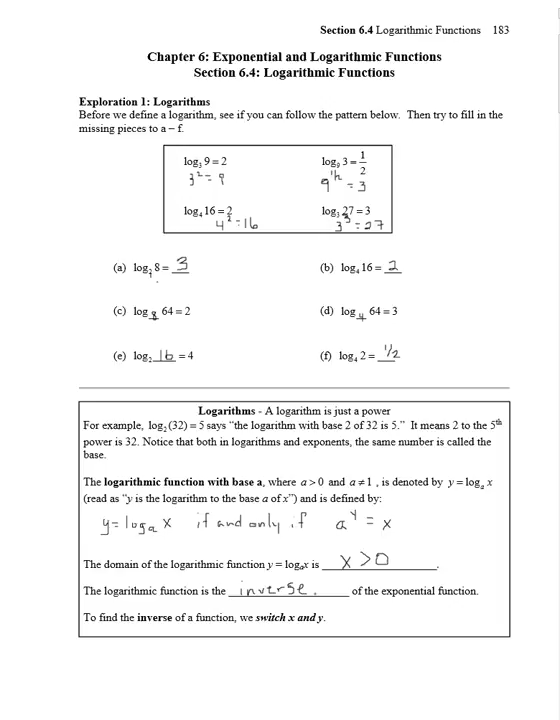 Section 6.4 Logarithmic Functions 183
Chapter 6: Exponential and Logarithmic Functions
Section 6.4: Logarithmic Functions
Exploration 1: Logarithms
Before we define a logarithm, see if you can follow the pattern below. Then try to fill in the
missing pieces to a – f.
log₃ 9 = 2 log₉ 3 = 1/2
3² = 9 9^1/2 = 3
log₄ 16 = 2 log₃ 27 = 3
4² = 16 3³ = 27
(a) log₂ 8 = 3 (b) log₄ 16 = 2
(c) log 8 64 = 2 (d) log 4 64 = 3
(e) log₂ 16 = 4 (f) log₄ 2 = 1/2
Logarithms - A logarithm is just a power
For example, log₂(32) = 5 says "the logarithm with base 2 of 32 is 5." It means 2 to the 5th
power is 32. Notice that both in logarithms and exponents, the same number is called the
base.
The logarithmic function with base a, where a > 0 and a ≠ 1, is denoted by y = logₐ x
(read as "y is the logarithm to the base a of x") and is defined by:
y = logₐ x if and only if a^y = x
The domain of the logarithmic function y = logₐx is x > 0.
The logarithmic function is the inverse. of the exponential function.
To find the inverse of a function, we switch x and y.